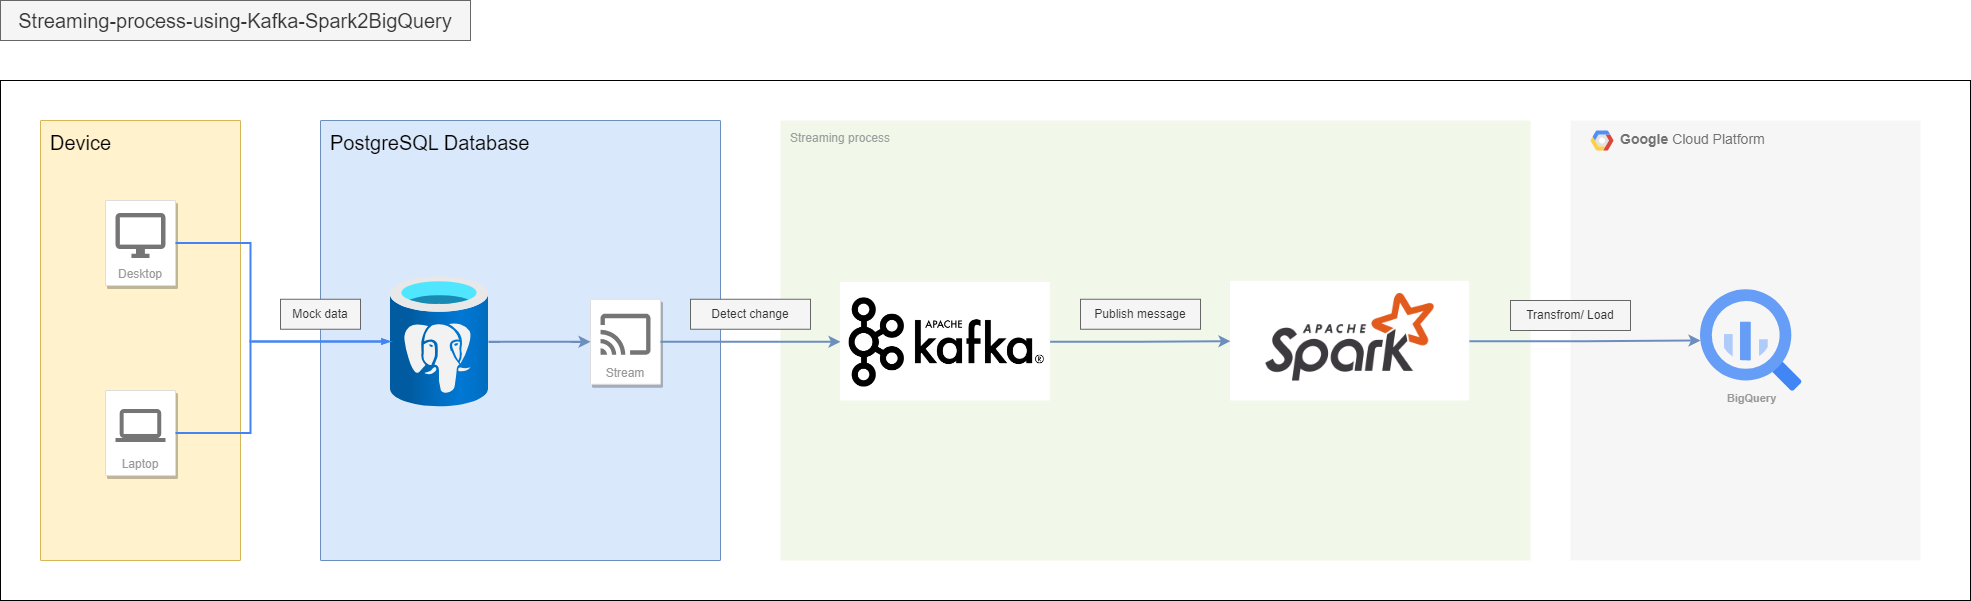 Streaming-process-using-Kafka-Spark2BigQuery
Device
PostgreSQL Database
Streaming process
Google Cloud Platform
Desktop
Mock data
Stream
Detect change
APACHE
kafka®
Publish message
APACHE
Spark
Transfrom/ Load
BigQuery
Laptop